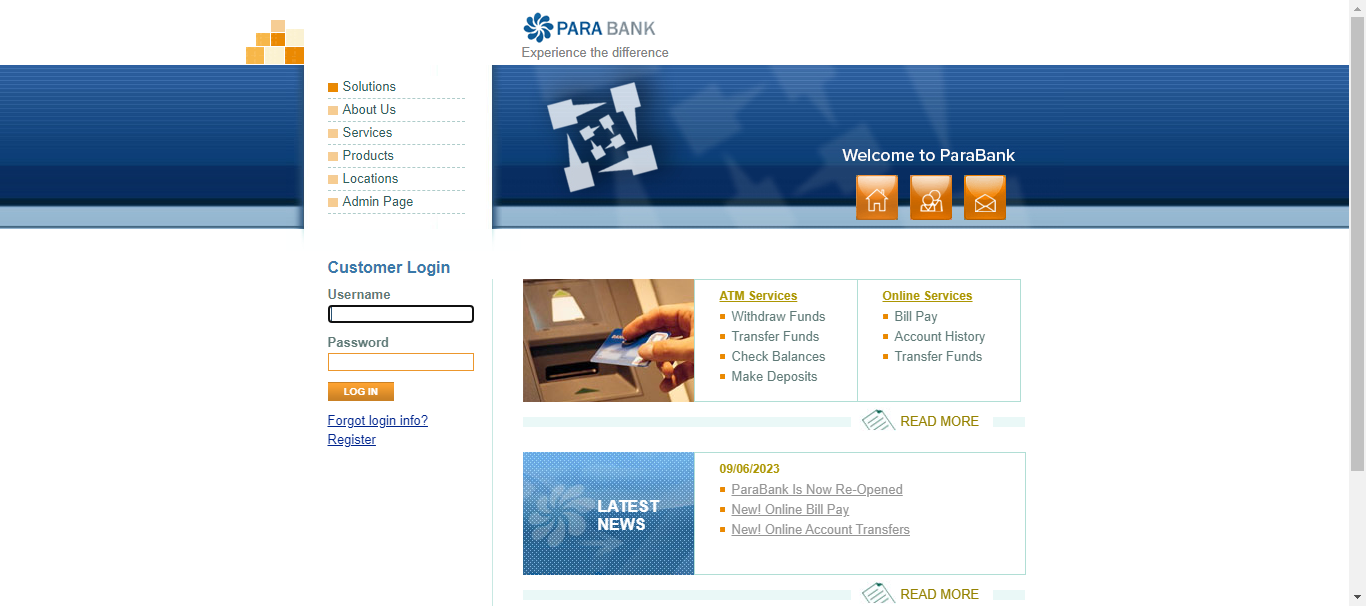 PARA BANK
Experience the difference
Solutions
About Us
Services
Products
Locations
Admin Page
Welcome to ParaBank
Customer Login
Username
Password
LOG IN
Forgot login info?
Register
ATM Services
Withdraw Funds
Transfer Funds
Check Balances
Make Deposits
Online Services
Bill Pay
Account History
Transfer Funds
READ MORE
LATEST
NEWS
09/06/2023
ParaBank Is Now Re-Opened
New! Online Bill Pay
New! Online Account Transfers
READ MORE